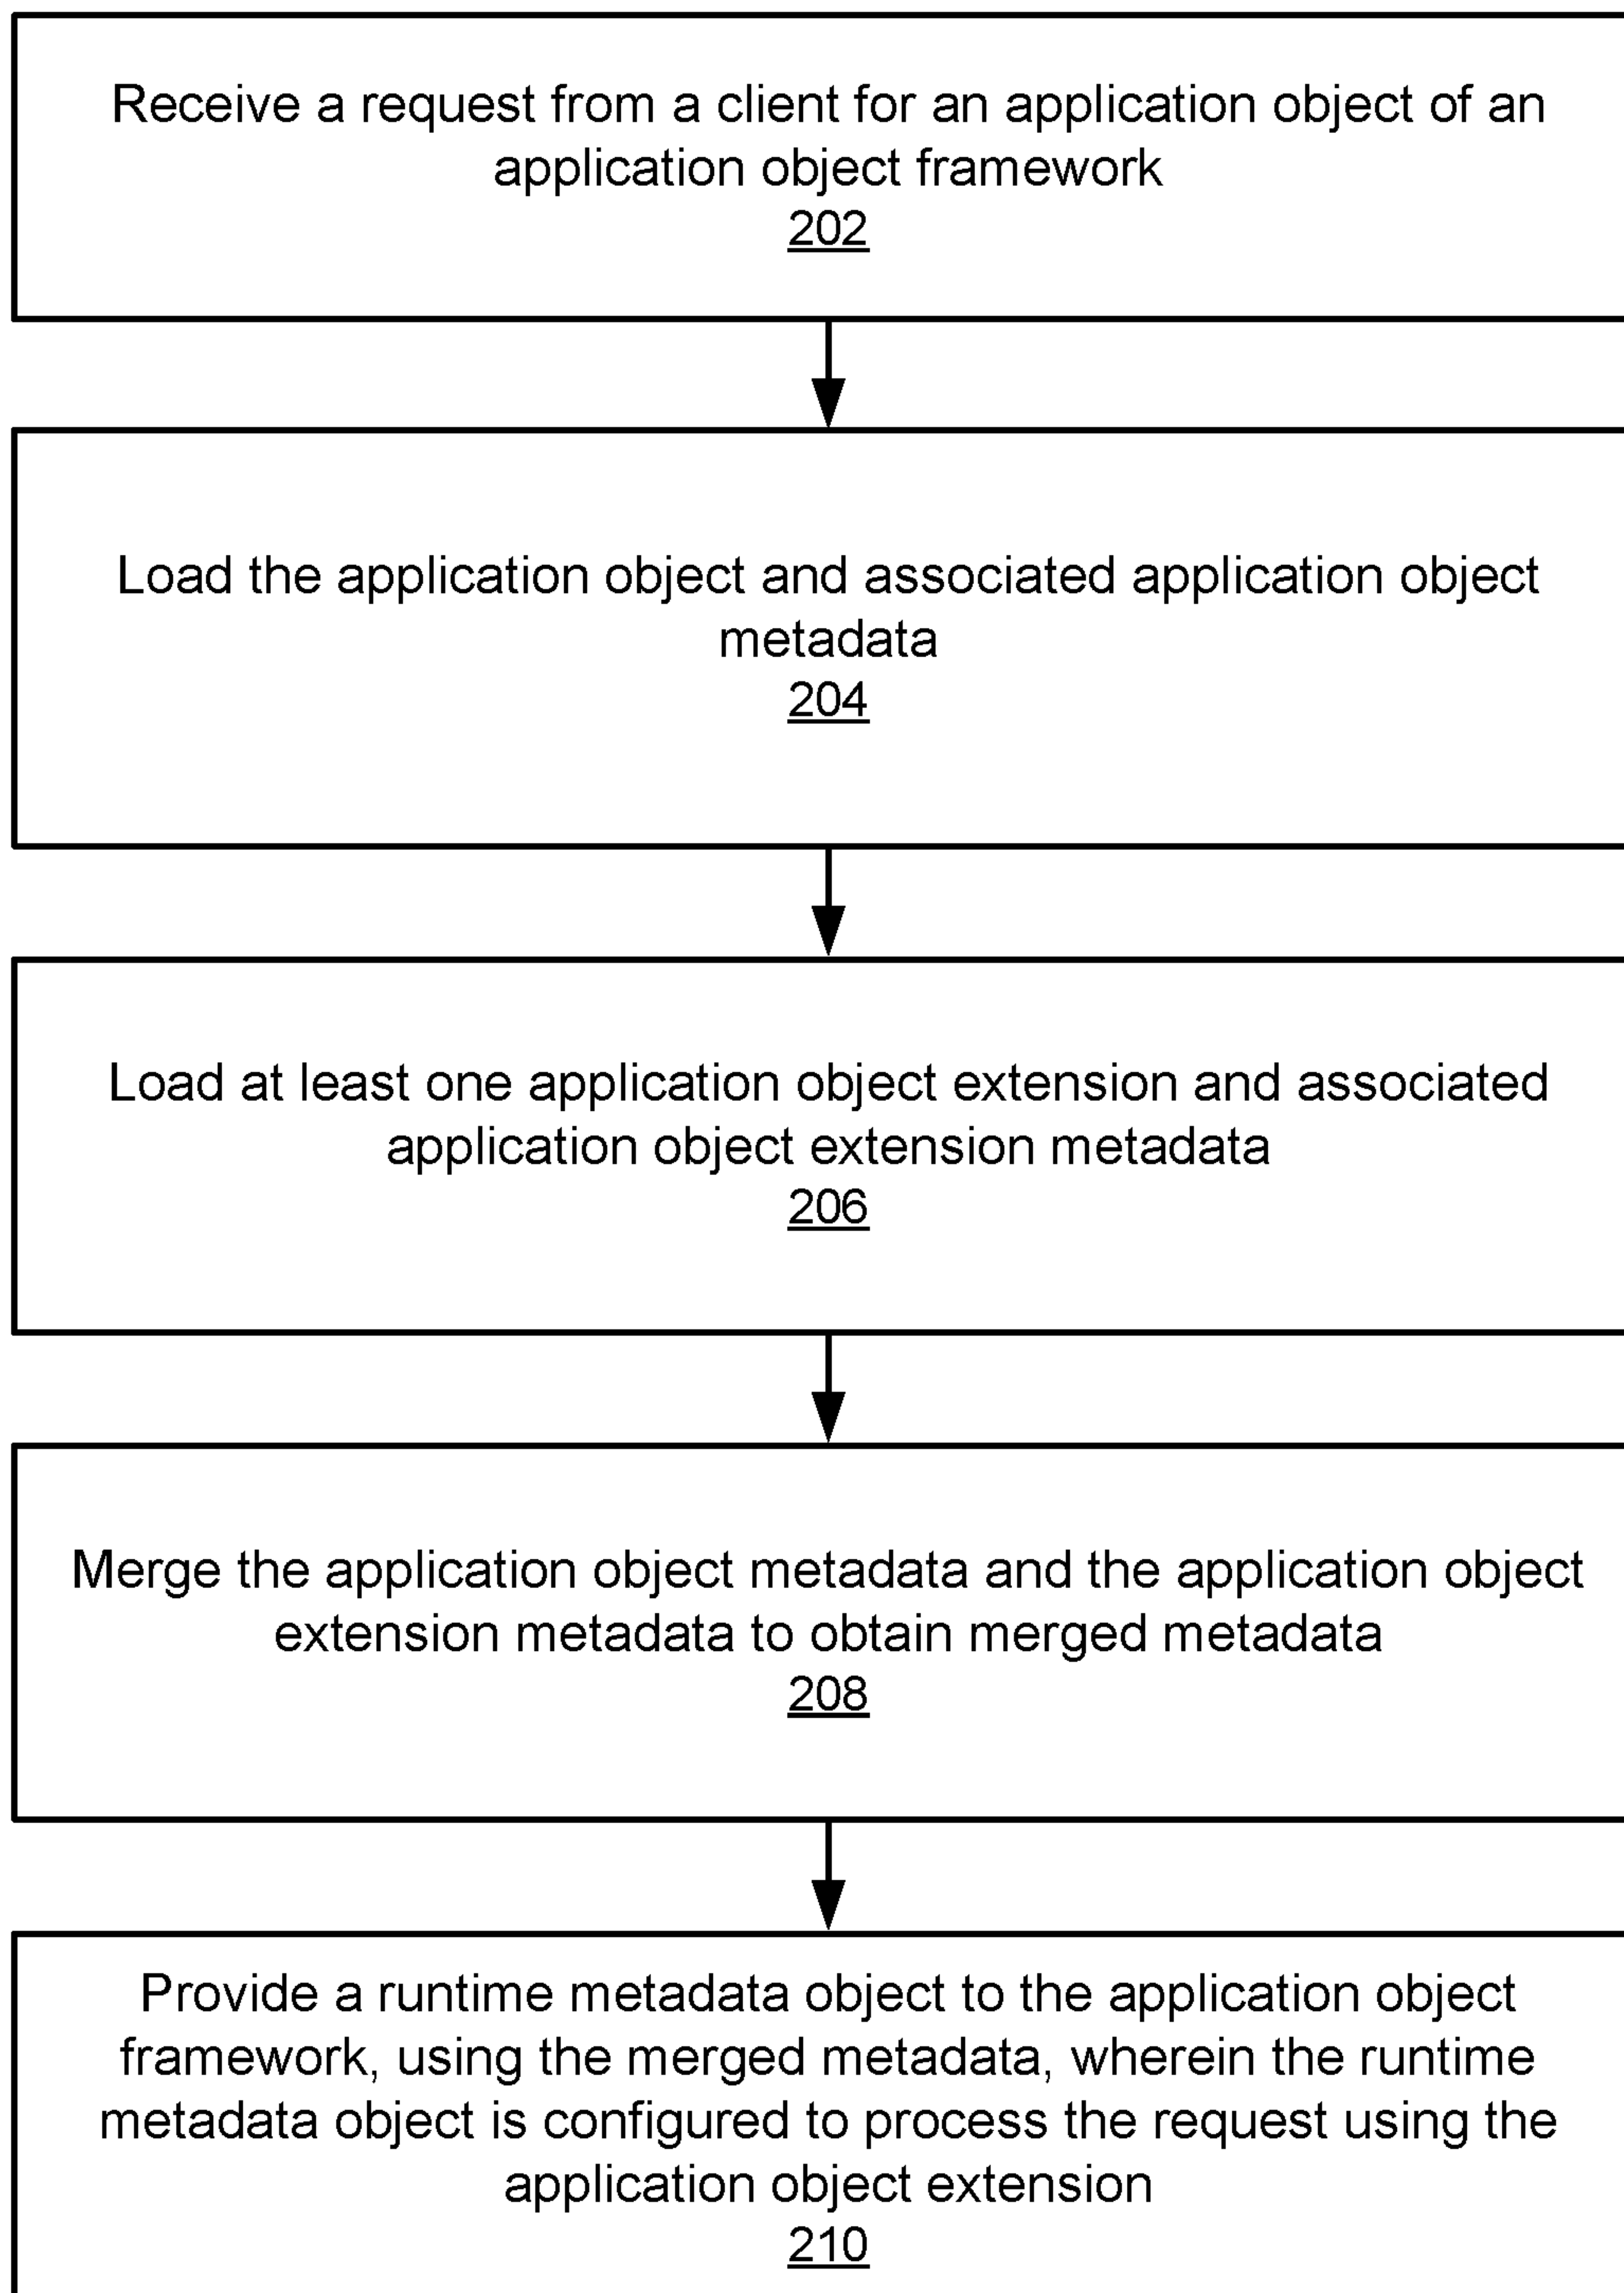 Receive a request from a client for an application object of an
application object framework
202
Load the application object and associated application object
metadata
204
Load at least one application object extension and associated
application object extension metadata
206
Merge the application object metadata and the application object
extension metadata to obtain merged metadata
208
Provide a runtime metadata object to the application object
framework, using the merged metadata, wherein the runtime
metadata object is configured to process the request using the
application object extension
210